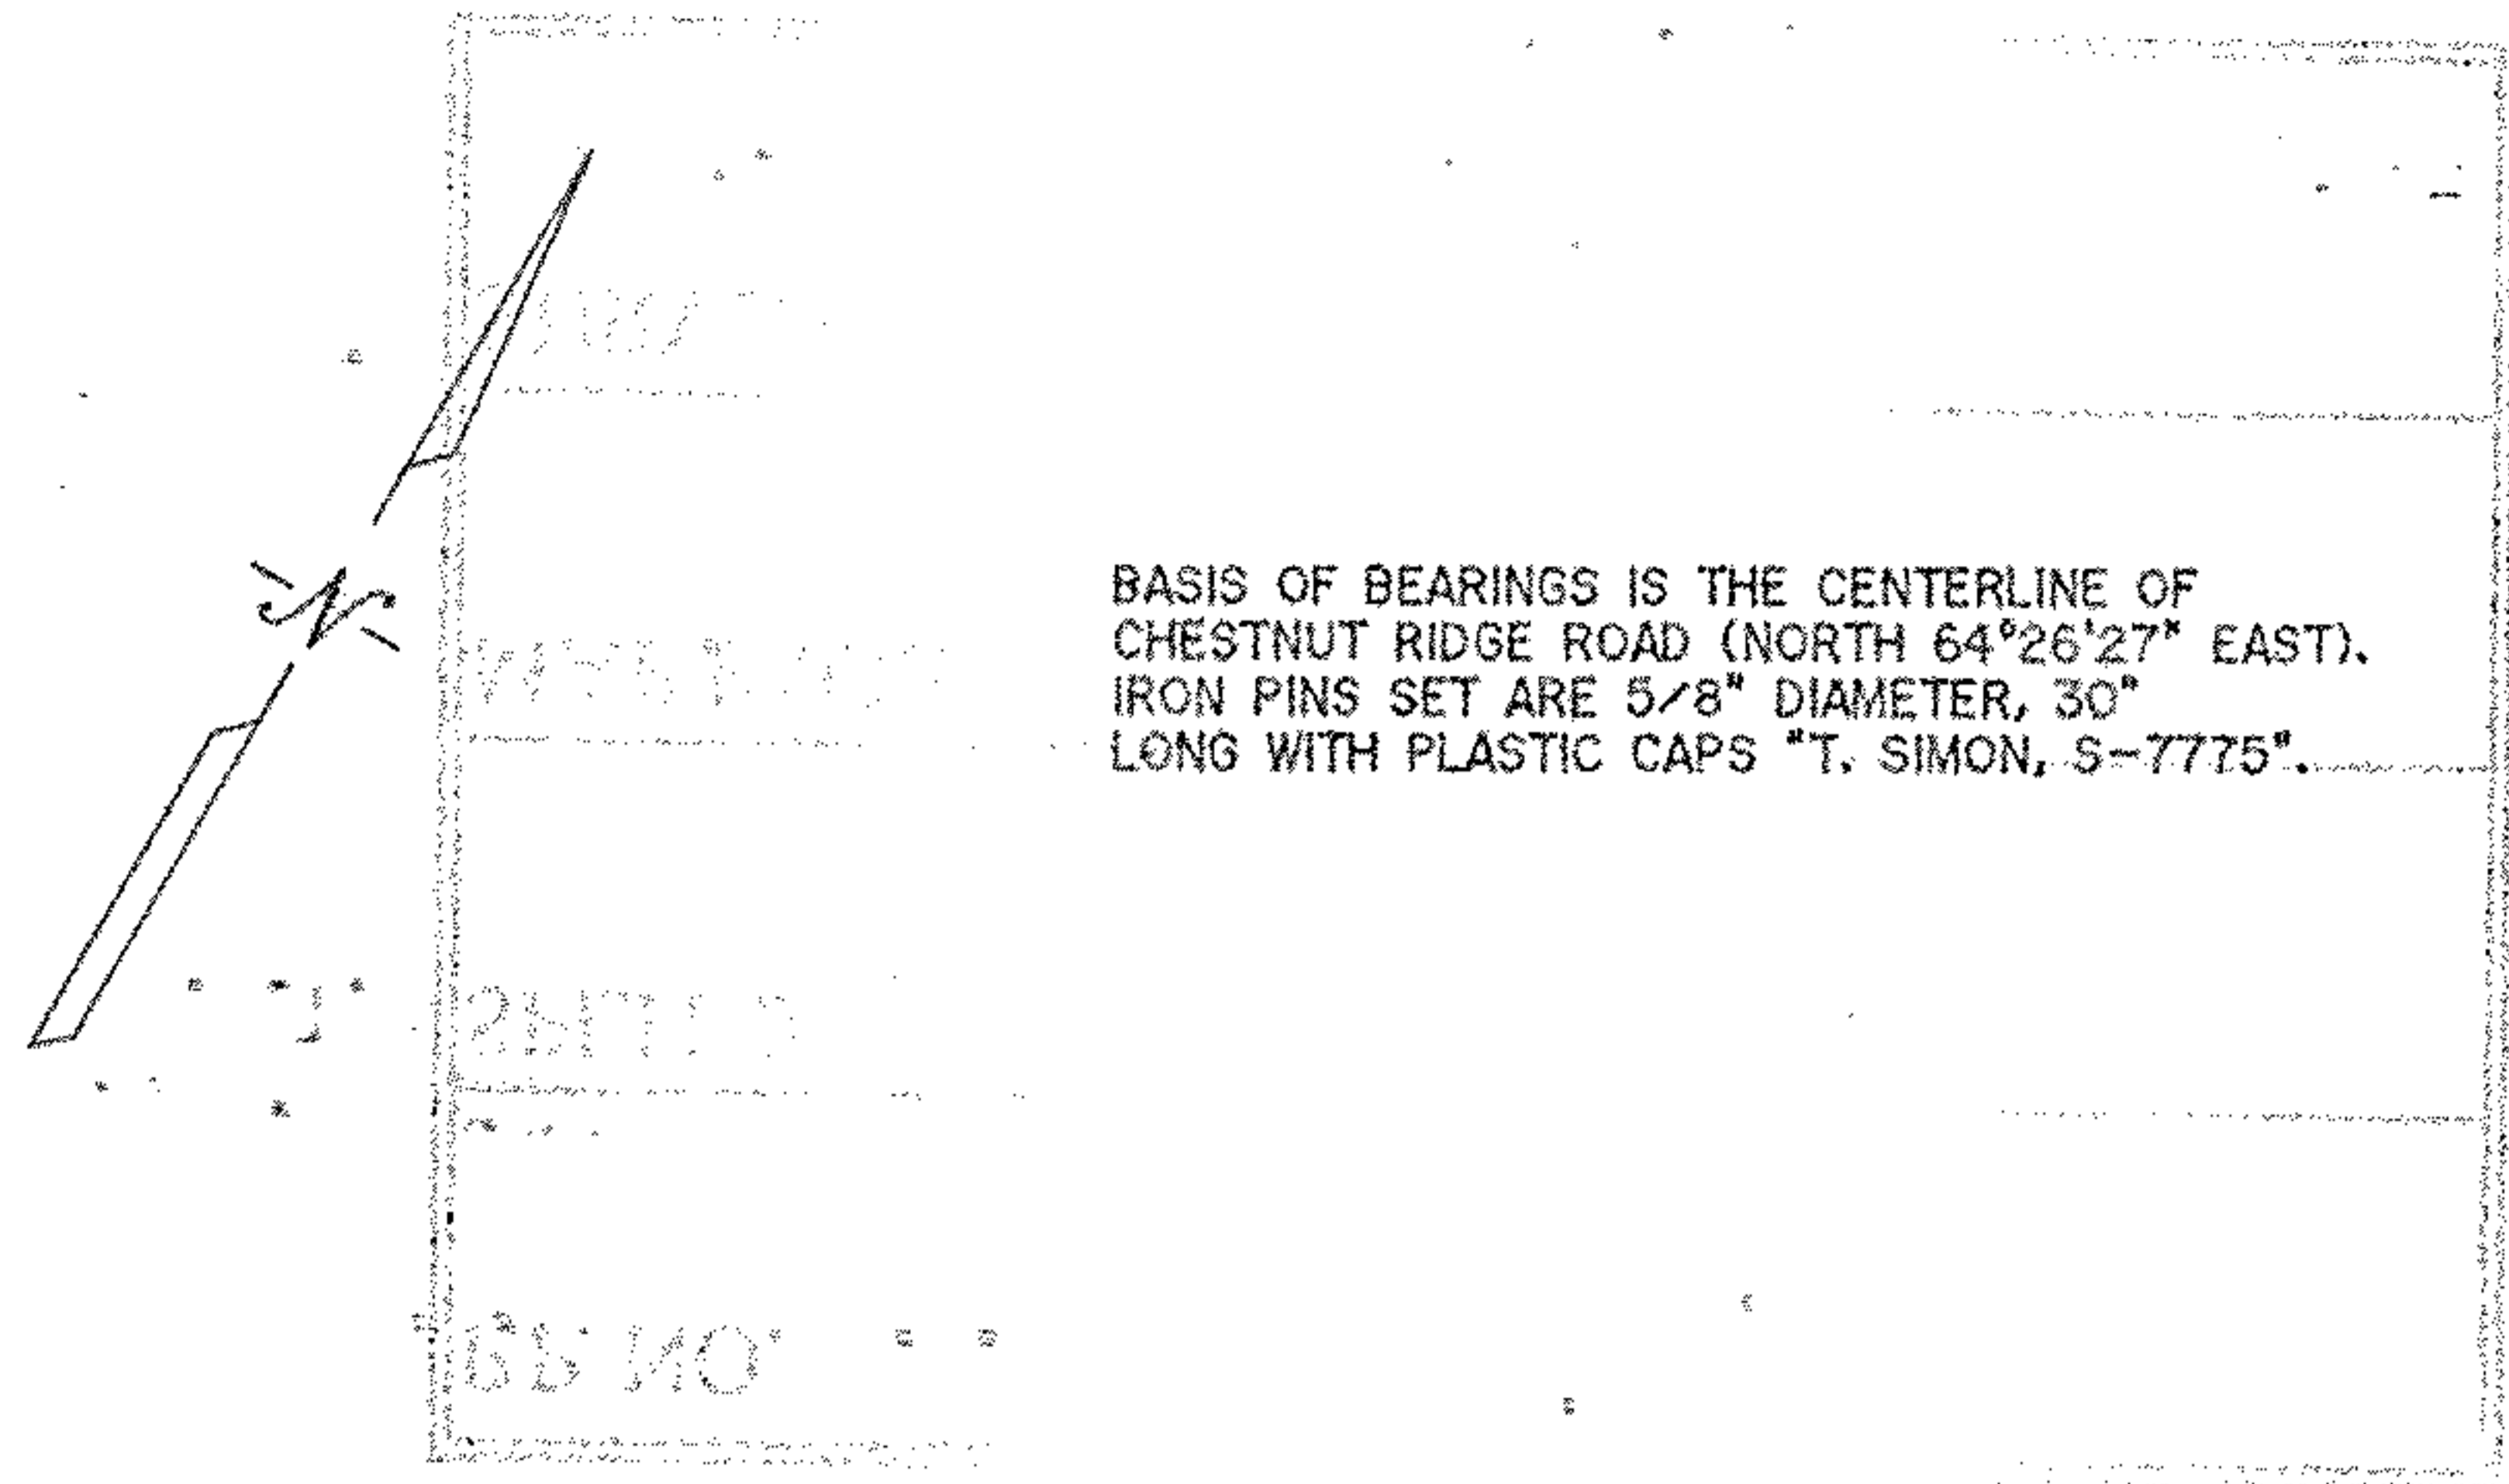 N
BASIS OF BEARINGS IS THE CENTERLINE OF
CHESTNUT RIDGE ROAD (NORTH 64°26'27" EAST).
IRON PINS SET ARE 5/8" DIAMETER, 30"
LONG WITH PLASTIC CAPS "T. SIMON, S-7775".